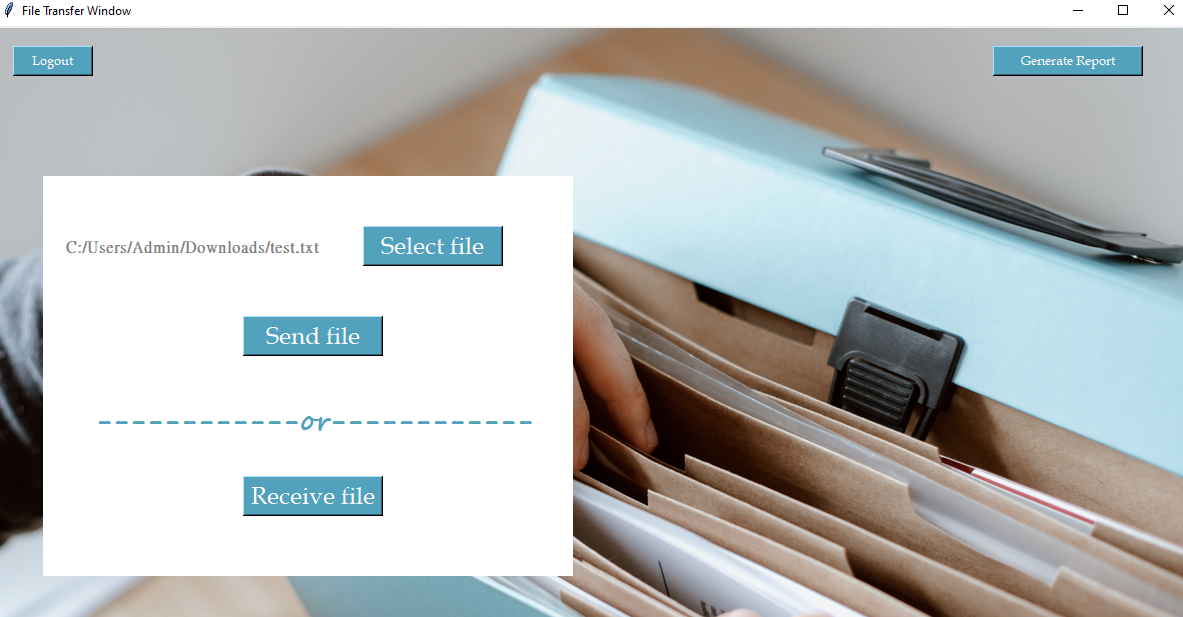 File Transfer Window
Logout
Generate Report
C:/Users/Admin/Downloads/test.txt
Select file
Send file
------------or------------
Receive file